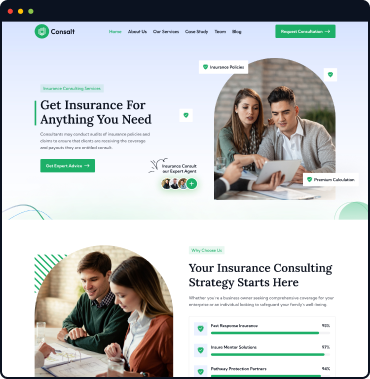 Consalt
Home About Us Our Services Case Study Team Blog
Request Consultation →
Insurance Policies
Insurance Consulting Services
Get Insurance For
Anything You Need
Consultants may conduct audits of insurance policies and
claims to ensure that clients are receiving the coverage
and payouts they are entitled consult.
Get Expert Advice →
Insurance Consult
our Expert Agent
Premium Calculation
Why Choose Us
Your Insurance Consulting
Strategy Starts Here
Whether you're a business owner seeking comprehensive coverage for your
enterprise or an individual looking to safeguard your family's well-being.
Fast Response Insurance 95%
Insure Mentor Solutions 97%
Pathway Protection Partners 96%